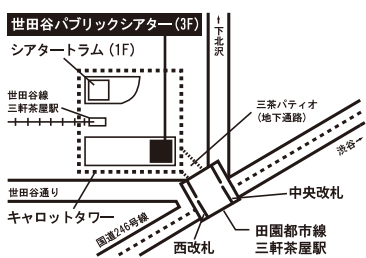 世田谷パブリックシアター(3F)
シアタートラム(1F)
↑下北沢
世田谷線
三軒茶屋駅
三茶パティオ
(地下通路)
渋谷→
世田谷通り
キャロットタワー
国道246号線
中央改札
西改札
田園都市線
三軒茶屋駅